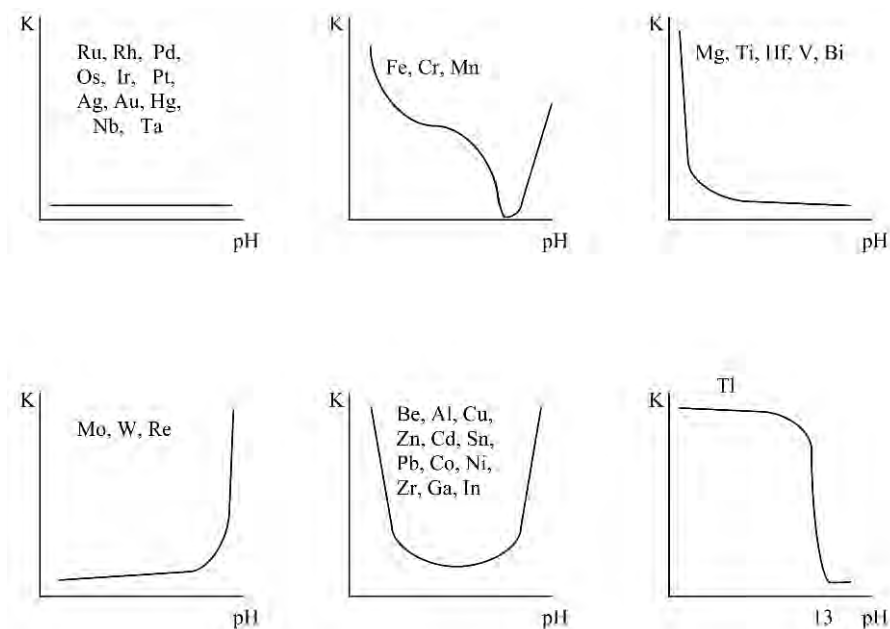 K
Ru, Rh, Pd,
Os, Ir, Pt,
Ag, Au, Hg,
Nb, Ta
pH
K
Fe, Cr, Mn
pH
K
Mg, Ti, Hf, V, Bi
pH
K
Mo, W, Re
pH
K
Be, Al, Cu,
Zn, Cd, Sn,
Pb, Co, Ni,
Zr, Ga, In
pH
K
Tl
13 pH